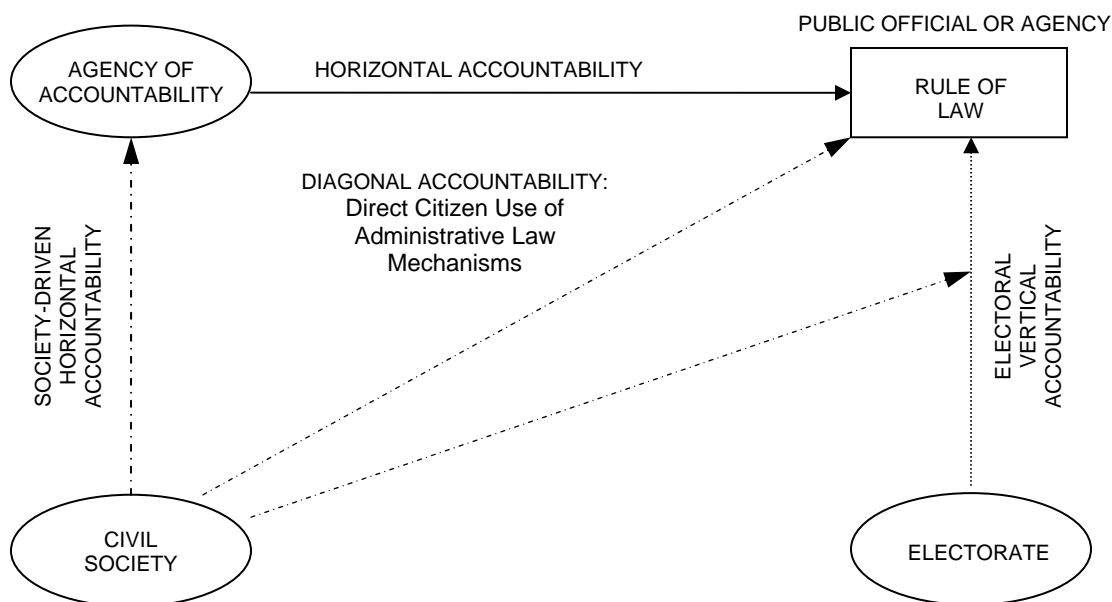 PUBLIC OFFICIAL OR AGENCY
AGENCY OF
ACCOUNTABILITY
HORIZONTAL ACCOUNTABILITY
RULE OF
LAW
DIAGONAL ACCOUNTABILITY:
Direct Citizen Use of
Administrative Law
Mechanisms
SOCIETY-DRIVEN
HORIZONTAL
ACCOUNTABILITY
ELECTORAL
VERTICAL
ACCOUNTABILITY
CIVIL
SOCIETY
ELECTORATE